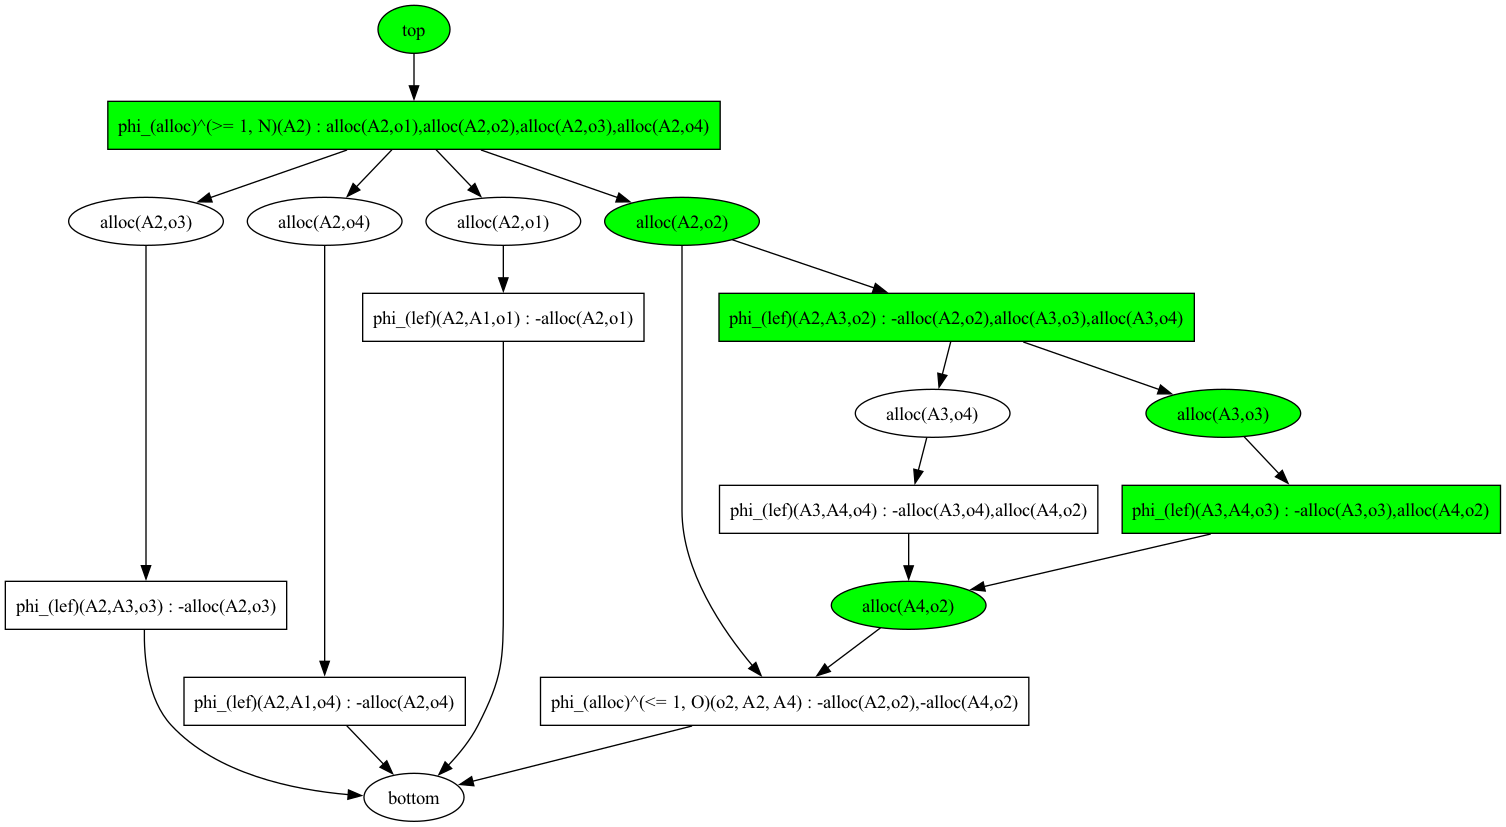 top
phi_(alloc)^(>= 1, N)(A2) : alloc(A2,o1),alloc(A2,o2),alloc(A2,o3),alloc(A2,o4)
alloc(A2,o3)
alloc(A2,o4)
alloc(A2,o1)
alloc(A2,o2)
phi_(lef)(A2,A1,o1) : -alloc(A2,o1)
phi_(lef)(A2,A3,o2) : -alloc(A2,o2),alloc(A3,o3),alloc(A3,o4)
alloc(A3,o4)
alloc(A3,o3)
phi_(lef)(A3,A4,o4) : -alloc(A3,o4),alloc(A4,o2)
phi_(lef)(A3,A4,o3) : -alloc(A3,o3),alloc(A4,o2)
phi_(lef)(A2,A3,o3) : -alloc(A2,o3)
alloc(A4,o2)
phi_(lef)(A2,A1,o4) : -alloc(A2,o4)
phi_(alloc)^(<= 1, O)(o2, A2, A4) : -alloc(A2,o2),-alloc(A4,o2)
bottom